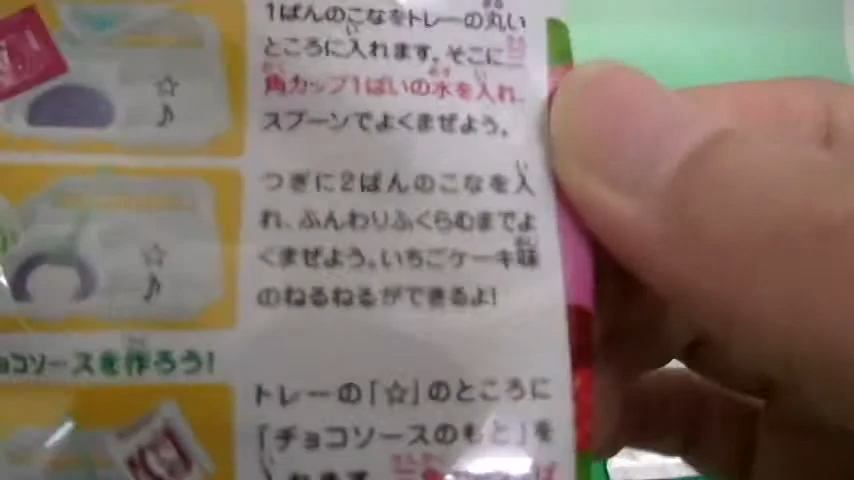 1ばんのこなをトレーの丸い
ところに入れます。そこに三
角カップ1ぱいの水を入れ、
スプーンでよくまぜよう。
つぎに2ばんのこなを入
れ、ふんわりふくらむまでよ
くまぜよう。いちごケーキ味
のねるねるができるよ!
☆
♪
☆
♪
ョコソースを作ろう!
トレーの「☆」のところに
「チョコソースのもと」を